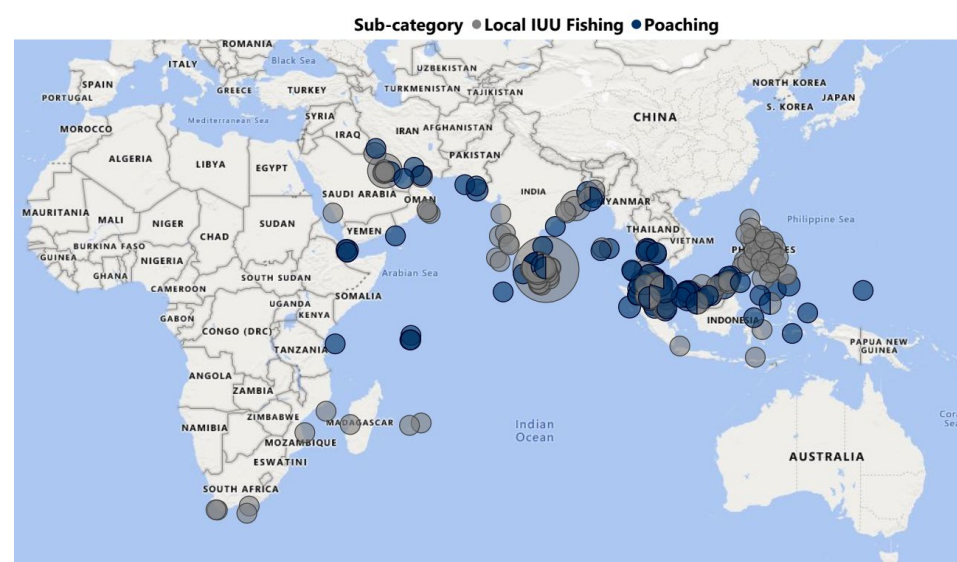 Sub-category Local IUU Fishing Poaching
ROMANIA
Black Sea
ITALY
UZBEKISTAN
SPAIN
GREECE
TURKEY
TURKMENISTAN
TAJIKISTAN
NORTH KOREA
PORTUGAL
JAPAN
S. KOREA
Mediterranean Sea
SYRIA
CHINA
MOROCCO
IRAQ
IRAN
AFGHANISTAN
PAKISTAN
ALGERIA
LIBYA
EGYPT
SAUDI ARABIA
INDIA
OMAN
MYANMAR
MAURITANIA
MALI
NIGER
SUDAN
Philippine Sea
CHAD
YEMEN
THAILAND
VIETNAM
BURKINA FASO
GUINEA
NIGERIA
GHANA
Arabian Sea
SOUTH SUDAN
CAMEROON
SOMALIA
UGANDA
KENYA
GABON
INDONESIA
CONGO (DRC)
TANZANIA
PAPUA NEW
GUINEA
ANGOLA
ZAMBIA
ZIMBABWE
MADAGASCAR
Indian
Ocean
NAMIBIA
MOZAMBIQUE
AUSTRALIA
ESWATINI
SOUTH AFRICA